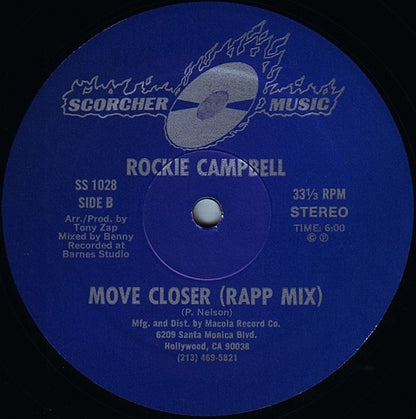 SCORCHER MUSIC
ROCKIE CAMPBELL
SS 1028
SIDE B
Arr./Prod. by
Tony Zap
Mixed by Benny
Recorded at
Barnes Studio
33⅓ RPM
STEREO
TIME: 6:00
© ℗
MOVE CLOSER (RAPP MIX)
(P. Nelson)
Mfg. and Dist. by Macola Record Co.
6209 Santa Monica Blvd.
Hollywood, CA 90038
(213) 469-5821